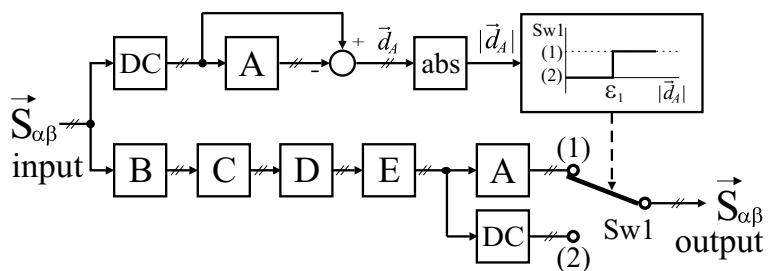 S⃗αβ
input
DC
A
+
-
d⃗A
abs
|d⃗A|
Sw1
(1)
(2)
ε1
|d⃗A|
B
C
D
E
A
(1)
DC
(2)
Sw1
S⃗αβ
output